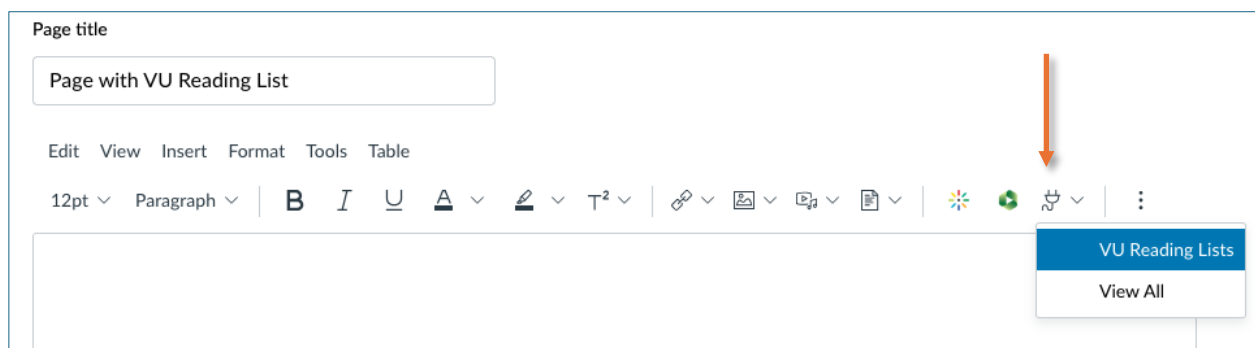 Page title
Page with VU Reading List
Edit View Insert Format Tools Table
12pt Paragraph B I U A T²
VU Reading Lists
View All